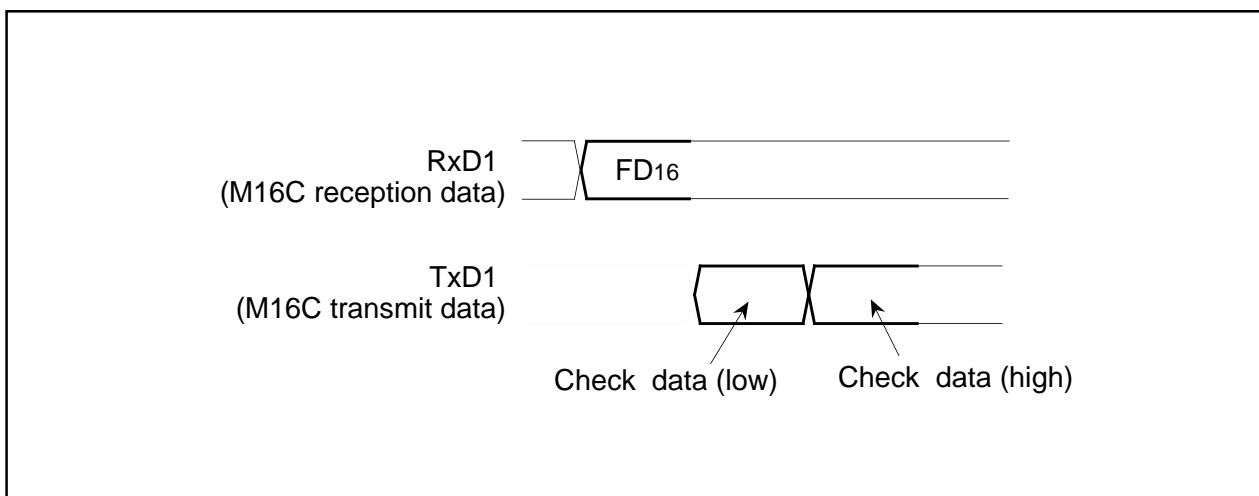 RxD1
(M16C reception data)
FD16
TxD1
(M16C transmit data)
Check data (low)
Check data (high)